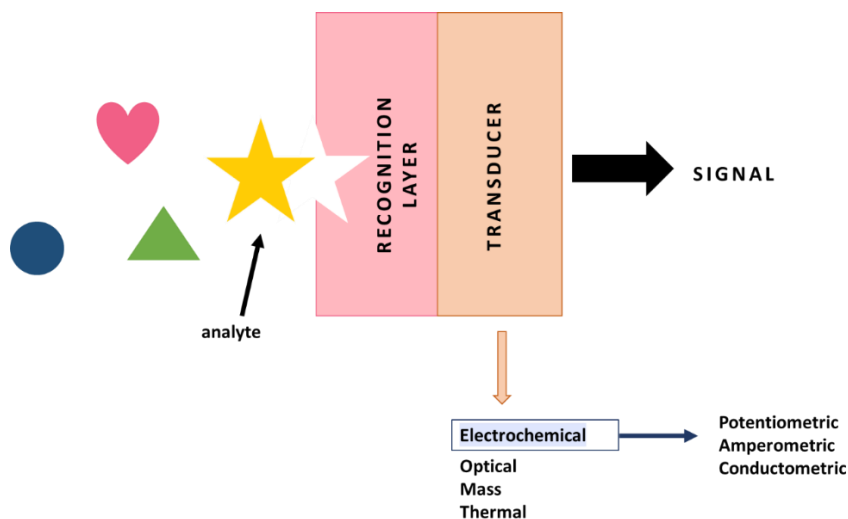 RECOGNITION
LAYER
TRANSDUCER
SIGNAL
analyte
Electrochemical
Optical
Mass
Thermal
Potentiometric
Amperometric
Conductometric